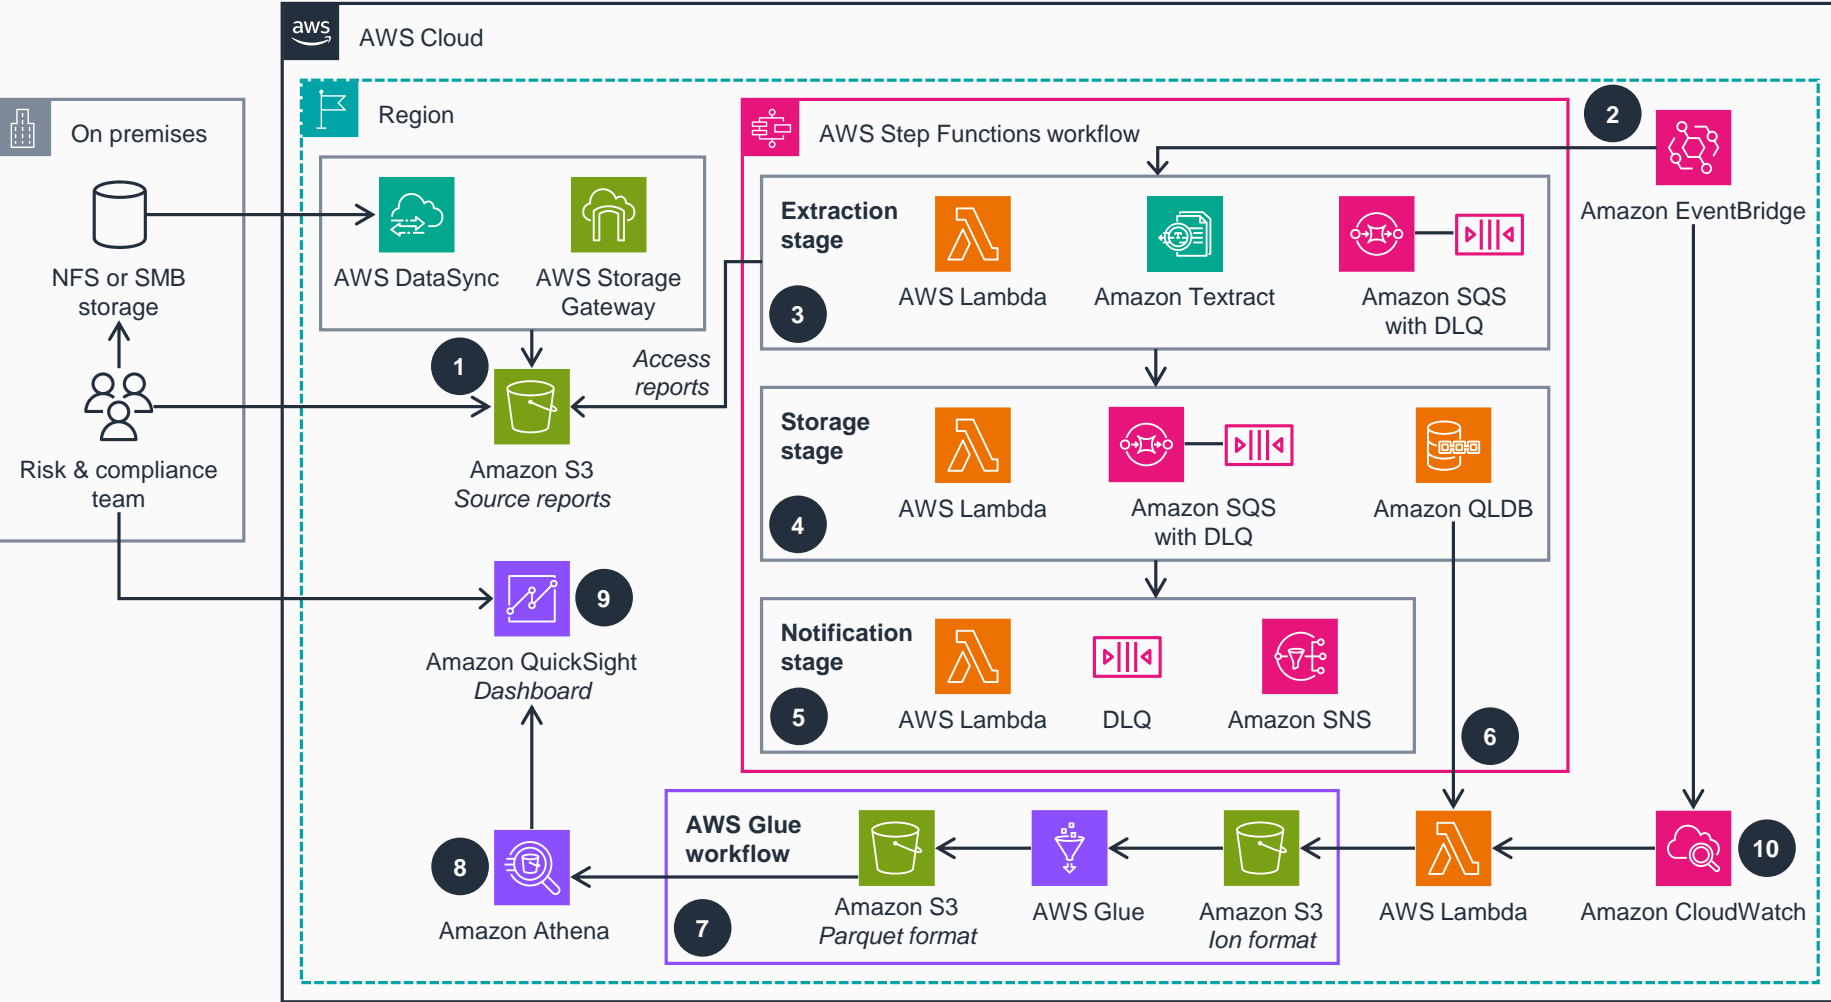 aws
AWS Cloud
On premises
NFS or SMB
storage
Risk & compliance
team
Region
AWS DataSync
AWS Storage
Gateway
1
Access
reports
Amazon S3
Source reports
AWS Step Functions workflow
2
Amazon EventBridge
Extraction
stage
3
AWS Lambda
Amazon Textract
Amazon SQS
with DLQ
Storage
stage
4
AWS Lambda
Amazon SQS
with DLQ
Amazon QLDB
Notification
stage
5
AWS Lambda
DLQ
Amazon SNS
6
9
Amazon QuickSight
Dashboard
8
Amazon Athena
AWS Glue
workflow
7
Amazon S3
Parquet format
AWS Glue
Amazon S3
Ion format
AWS Lambda
10
Amazon CloudWatch